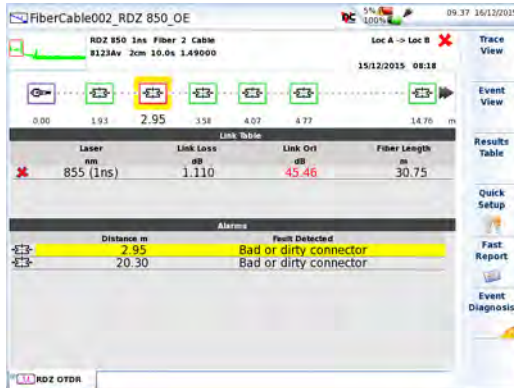 FiberCable002_RDZ 850_OE
5%
100%
09.37 16/12/2015
RDZ 850 1ns Fiber 2 Cable
8123Av 2cm 10.0s 1.49000
Loc A -> Loc B
15/12/2015 08:18
0.00 1.93 2.95 3.58 4.07 4.77 14.76 m
Link Table
Laser Link Loss Link Orl Fiber Length
nm dB dB m
855 (1ns) 1.110 45.46 30.75
Alarms
Distance m Fault Detected
2.95 Bad or dirty connector
20.30 Bad or dirty connector
RDZ OTDR
Trace
View
Event
View
Results
Table
Quick
Setup
Fast
Report
Event
Diagnosis